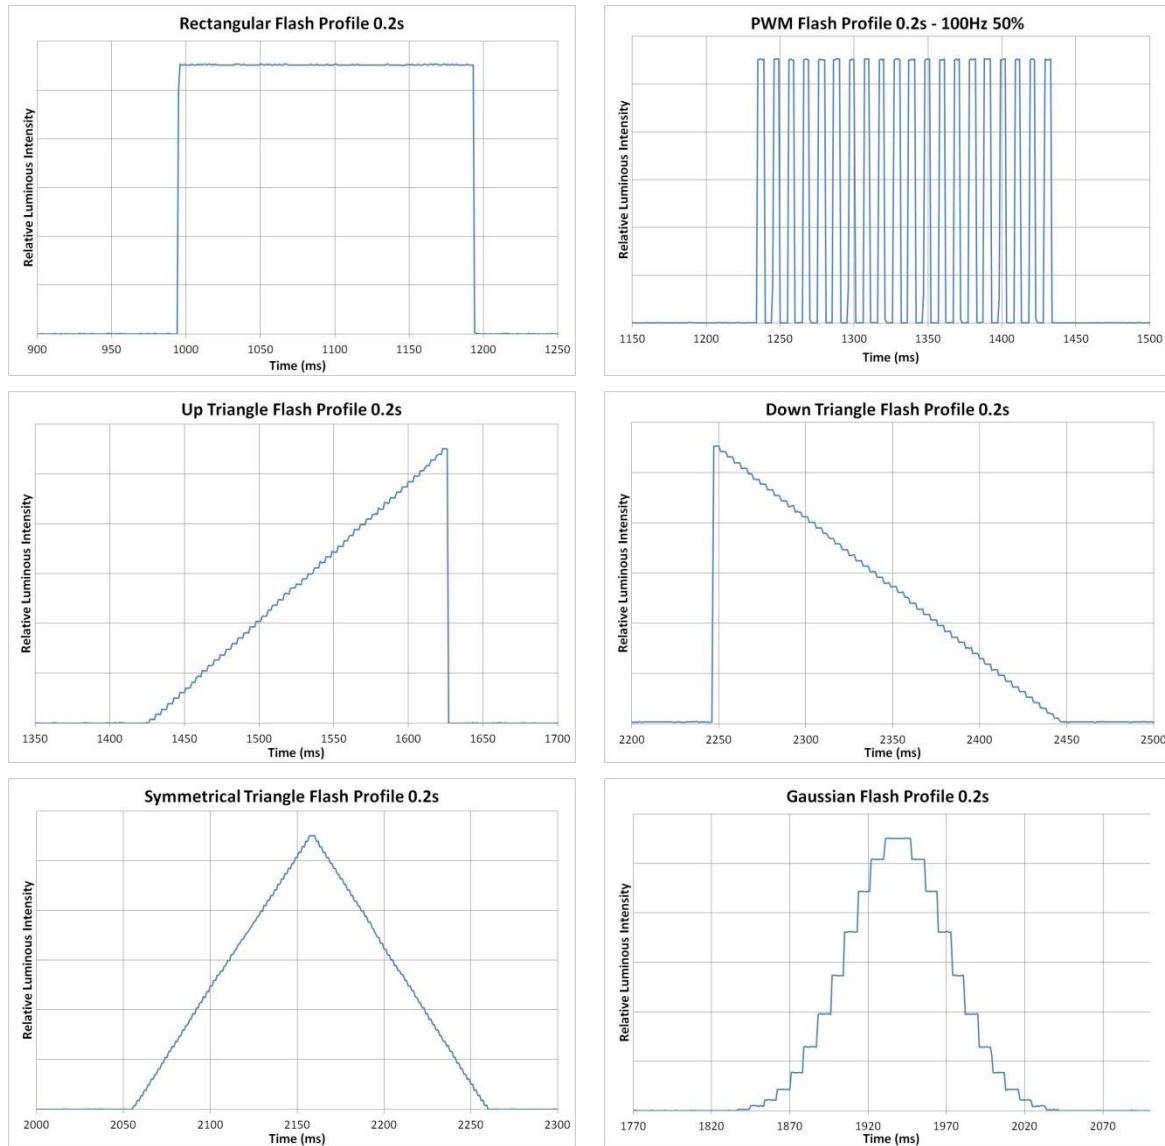 Rectangular Flash Profile 0.2s
Relative Luminous Intensity
900 950 1000 1050 1100 1150 1200 1250
Time (ms)
PWM Flash Profile 0.2s - 100Hz 50%
Relative Luminous Intensity
1150 1200 1250 1300 1350 1400 1450 1500
Time (ms)
Up Triangle Flash Profile 0.2s
Relative Luminous Intensity
1350 1400 1450 1500 1550 1600 1650 1700
Time (ms)
Down Triangle Flash Profile 0.2s
Relative Luminous Intensity
2200 2250 2300 2350 2400 2450 2500
Time (ms)
Symmetrical Triangle Flash Profile 0.2s
Relative Luminous Intensity
2000 2050 2100 2150 2200 2250 2300
Time (ms)
Gaussian Flash Profile 0.2s
Relative Luminous Intensity
1770 1820 1870 1920 1970 2020 2070
Time (ms)